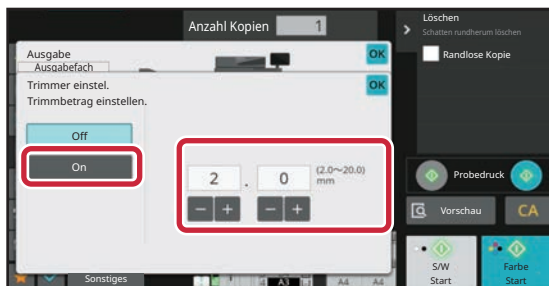 Anzahl Kopien 1
Löschen
Schatten rundherum löschen
Randlose Kopie
Ausgabe
OK
Ausgabefach
Trimmer einstel.
OK
Trimmbetrag einstellen.
Off
On
2 . 0 (2.0~20.0)
mm
Probedruck
Vorschau
CA
Sonstiges
A3
A4
A4
S/W
Start
Farbe
Start